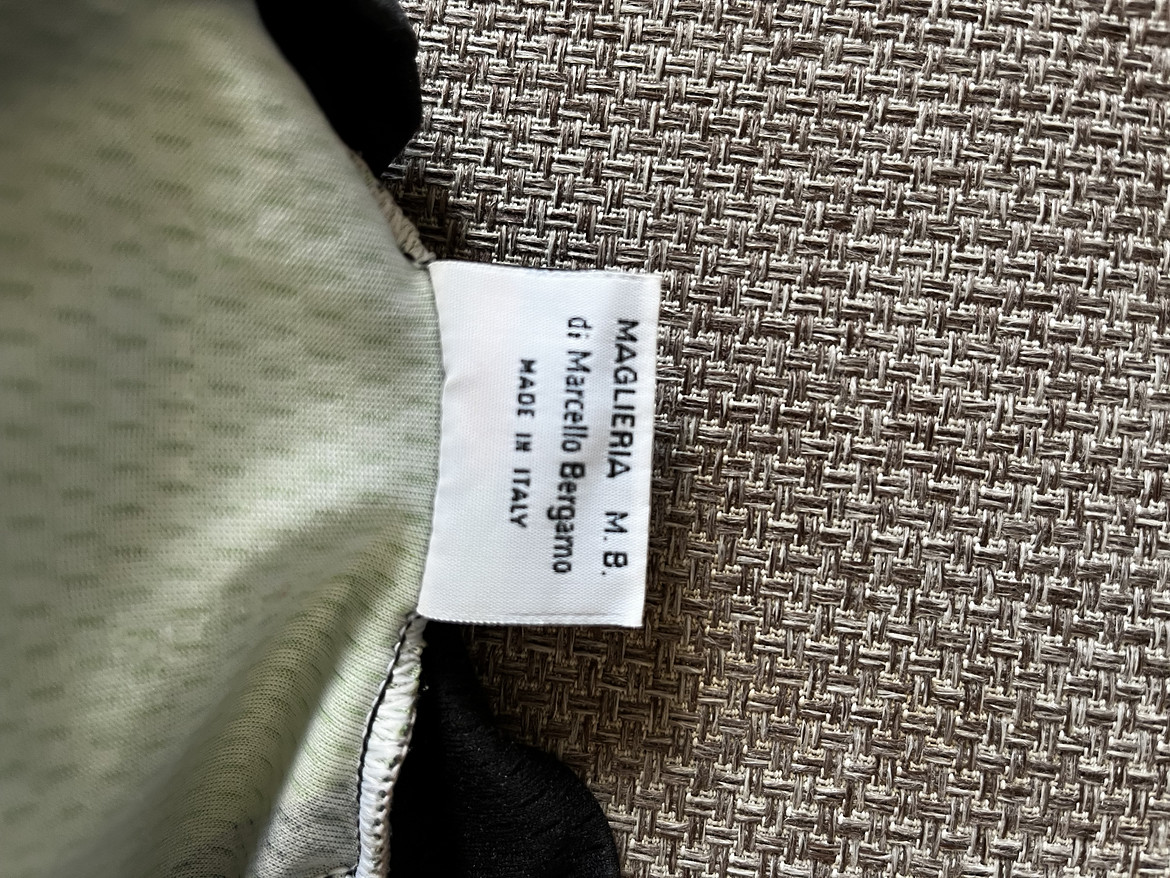 MAGLIERIA M. B.
di Marcello Bergamo
MADE IN ITALY